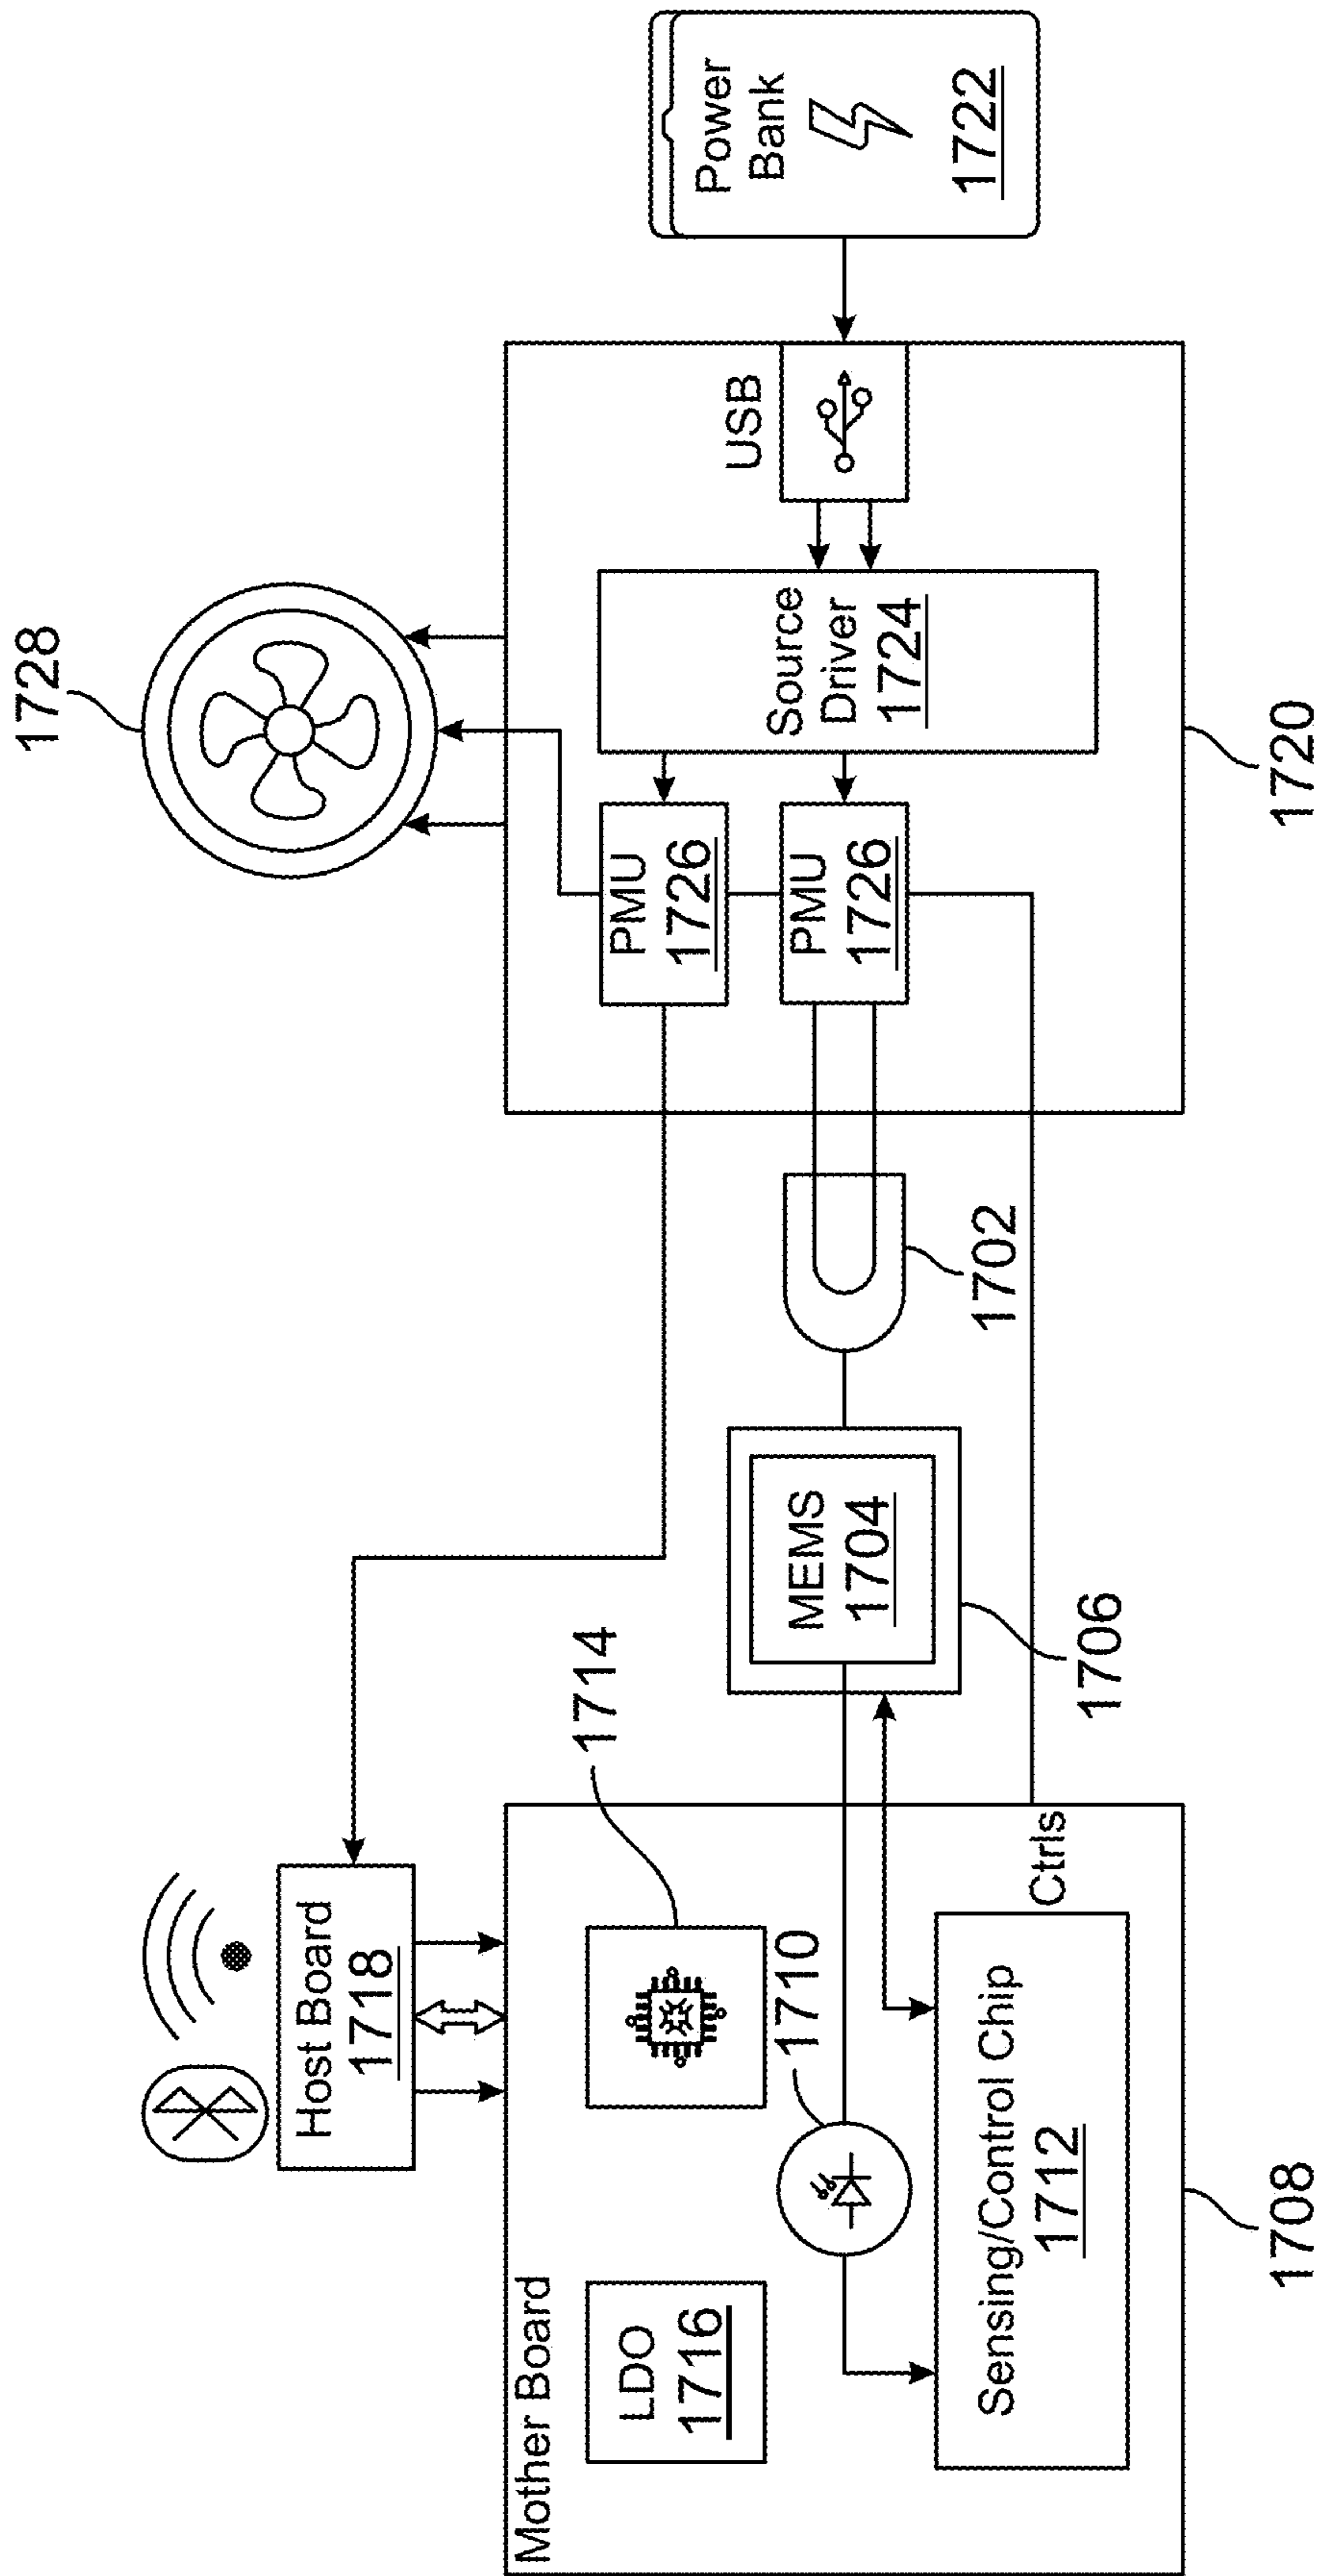 Mother Board
LDO
1716
1714
1710
Sensing/Control Chip
1712
Ctrls
1708
Host Board
1718
MEMS
1704
1706
1702
1728
PMU
1726
PMU
1726
Source
Driver
1724
USB
1720
Power
Bank
1722